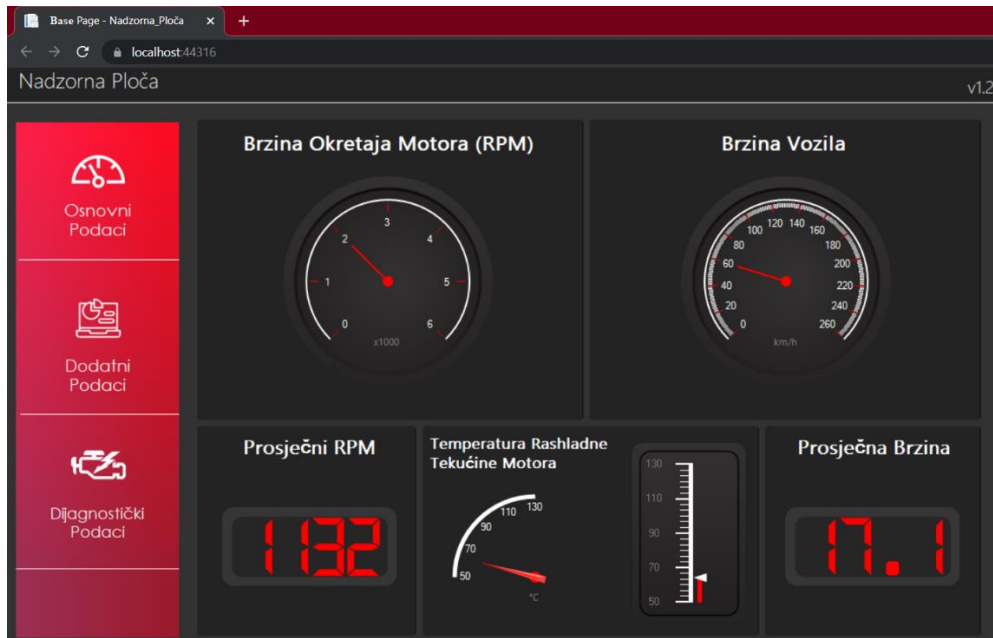 Base Page - Nadzorna_Ploča
localhost:44316
Nadzorna Ploča
v1.2
Osnovni
Podaci
Dodatni
Podaci
Dijagnostički
Podaci
Brzina Okretaja Motora (RPM)
0 1 2 3 4 5 6
x1000
Brzina Vozila
0 20 40 60 80 100 120 140 160 180 200 220 240 260
km/h
Prosječni RPM
1132
Temperatura Rashladne
Tekućine Motora
50 70 90 110 130
°C
130
110
90
70
50
Prosječna Brzina
17.1